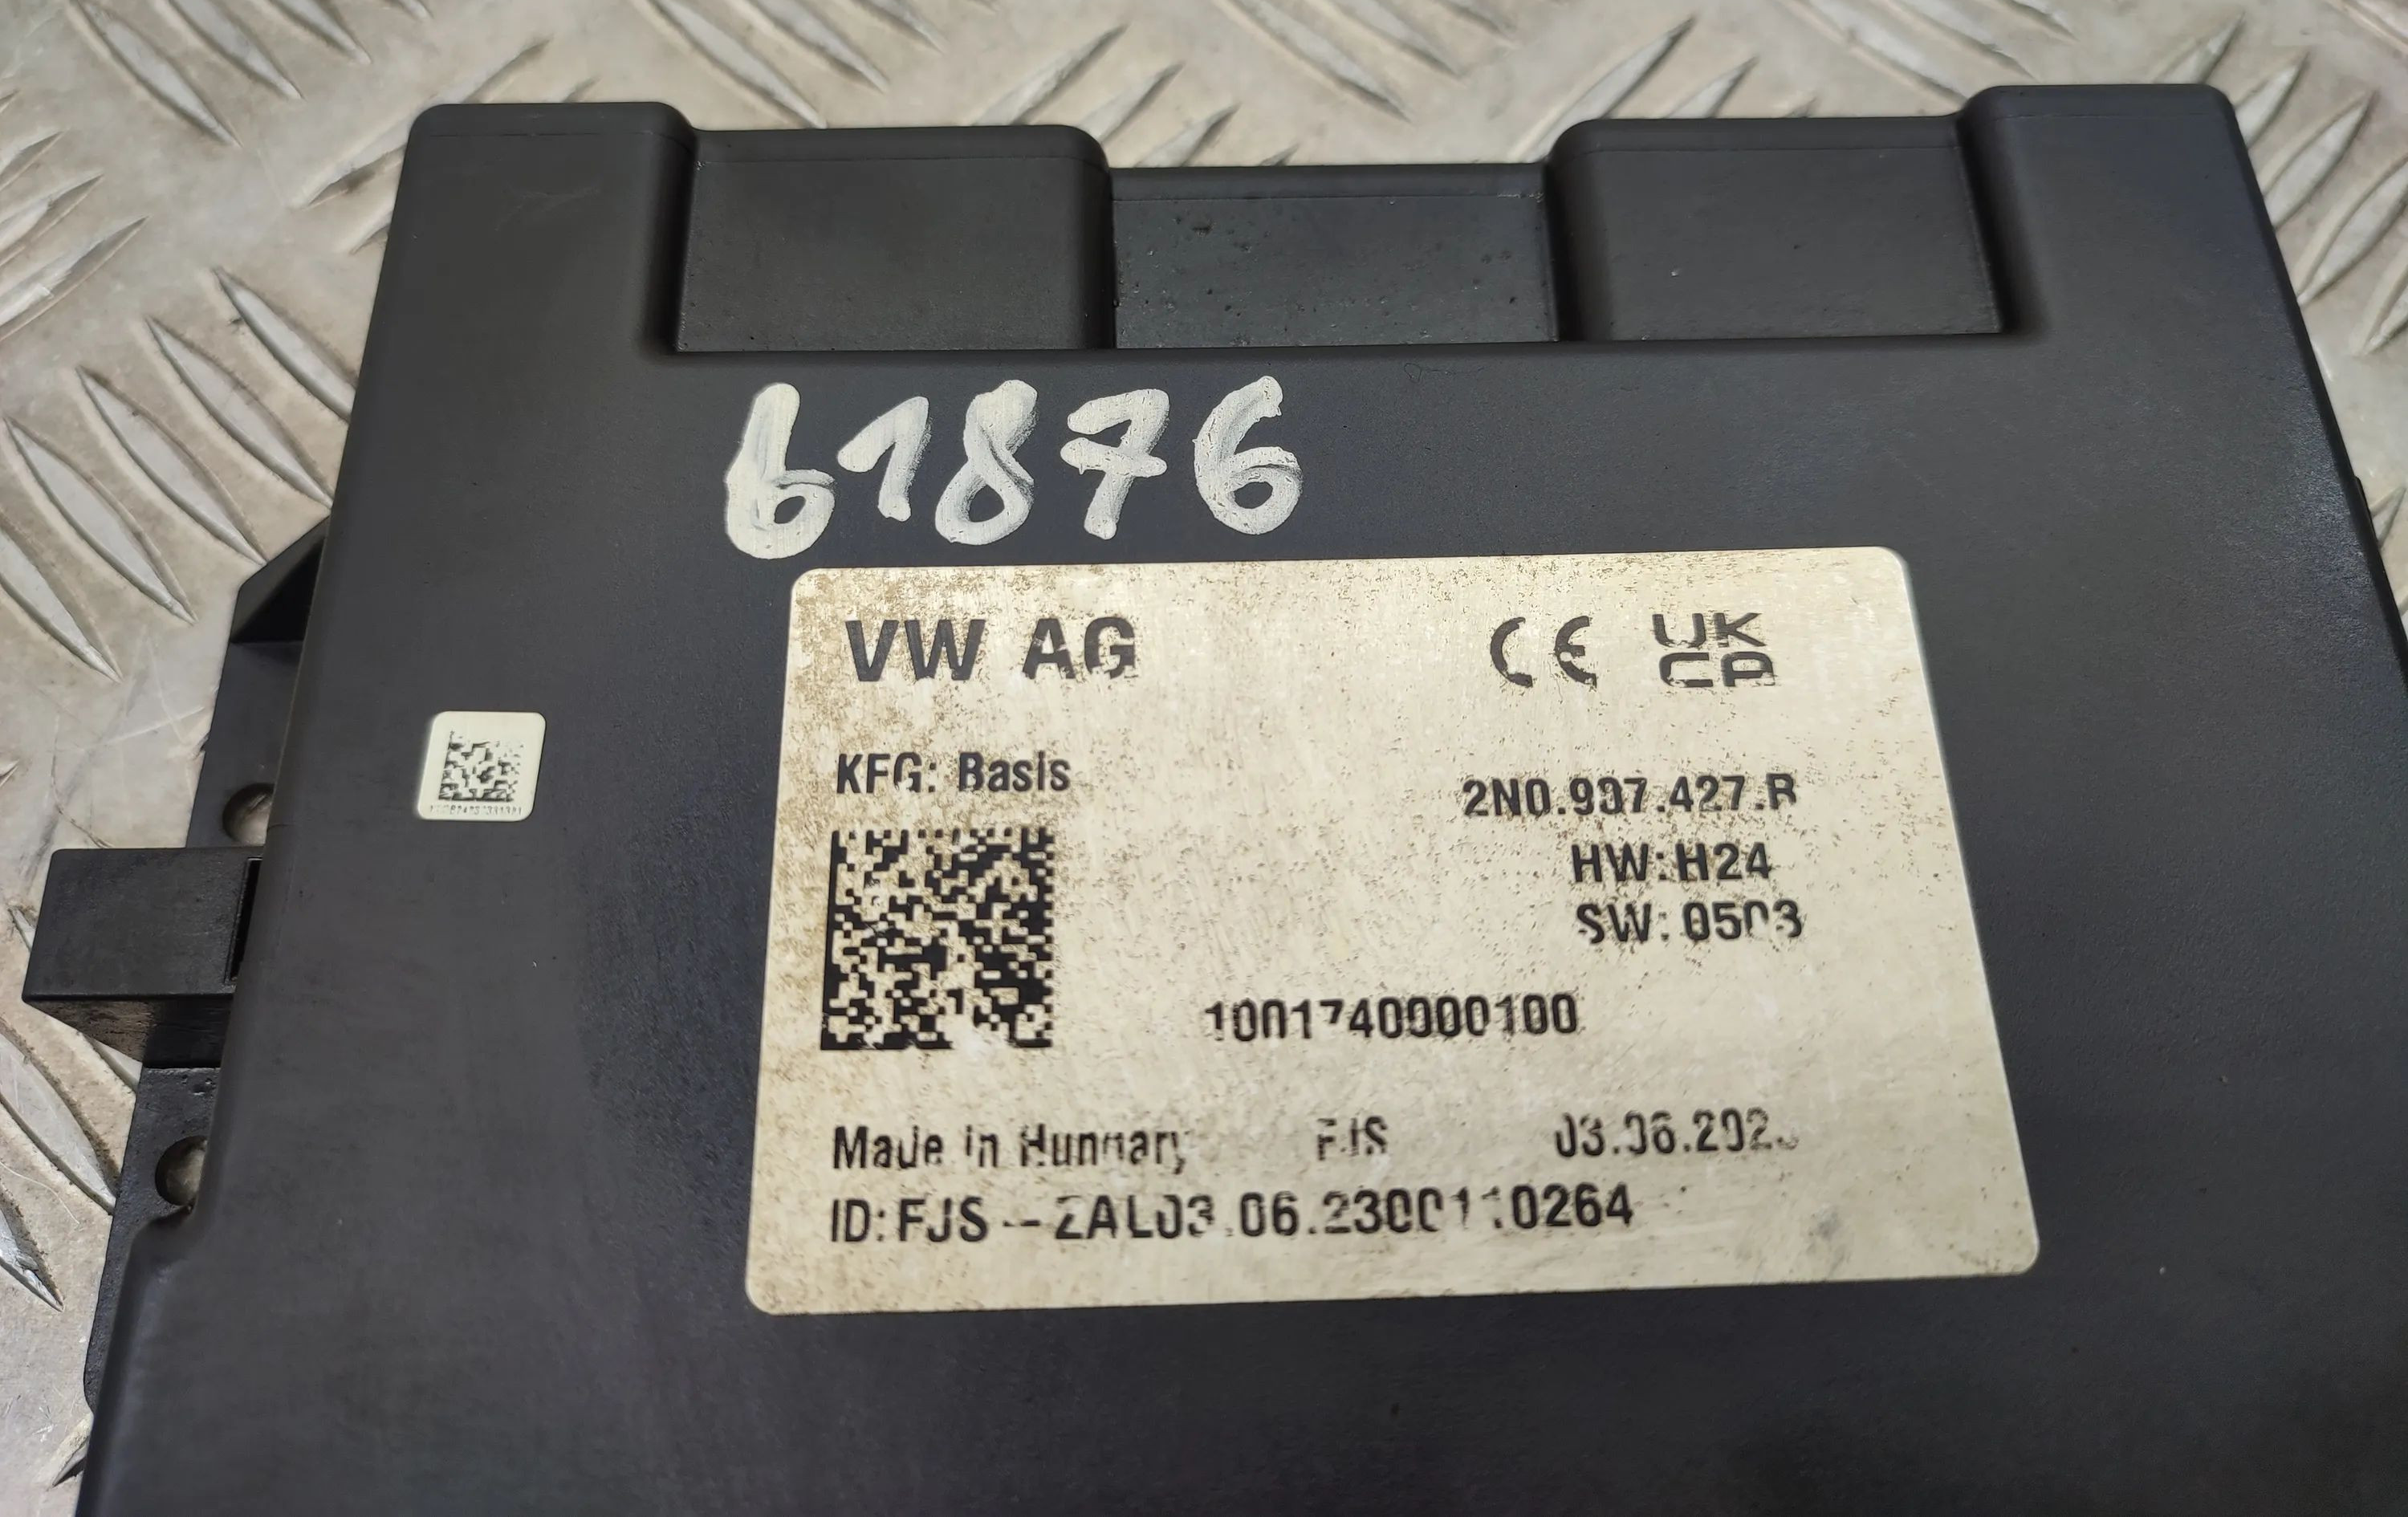 61876
VW AG CE UK CA
KFG: Basis
2N0.907.427.R
HW:H24
SW:0503
1001740000100
Made in Hungary FJS 03.06.2023
ID:FJS -- ZAL03.06.2300110264